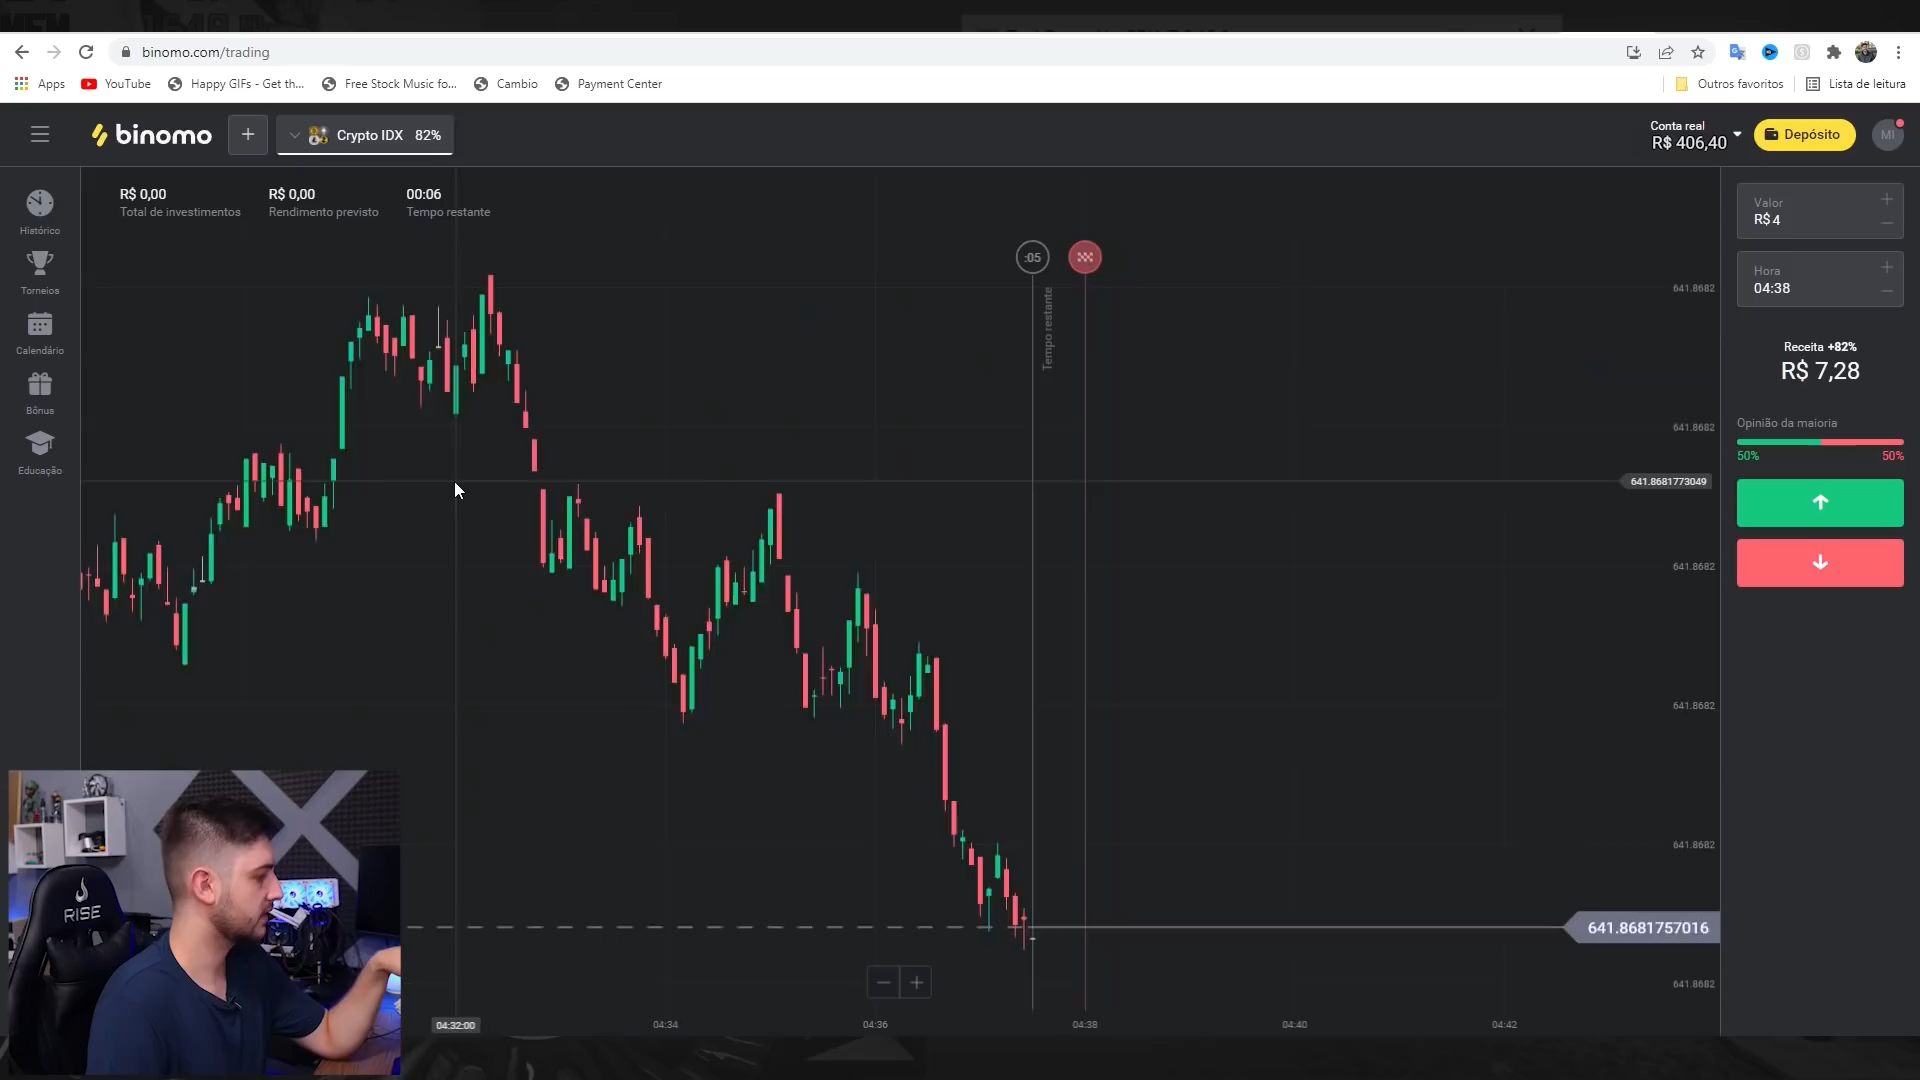 binomo.com/trading
Apps
YouTube
Happy GIFs - Get th...
Free Stock Music fo...
Cambio
Payment Center
Outros favoritos
Lista de leitura
binomo
+
Crypto IDX 82%
Conta real
R$ 406,40
Depósito
MI
Histórico
Torneios
Calendário
Bônus
Educação
R$ 0,00
Total de investimentos
R$ 0,00
Rendimento previsto
00:06
Tempo restante
:05
Tempo restante
641.8682
641.8682
641.8681773049
641.8682
641.8682
641.8682
641.8681757016
641.8682
Valor
R$ 4
Hora
04:38
Receita +82%
R$ 7,28
Opinião da maioria
50%
50%
− +
04:32:00
04:34
04:36
04:38
04:40
04:42
RISE